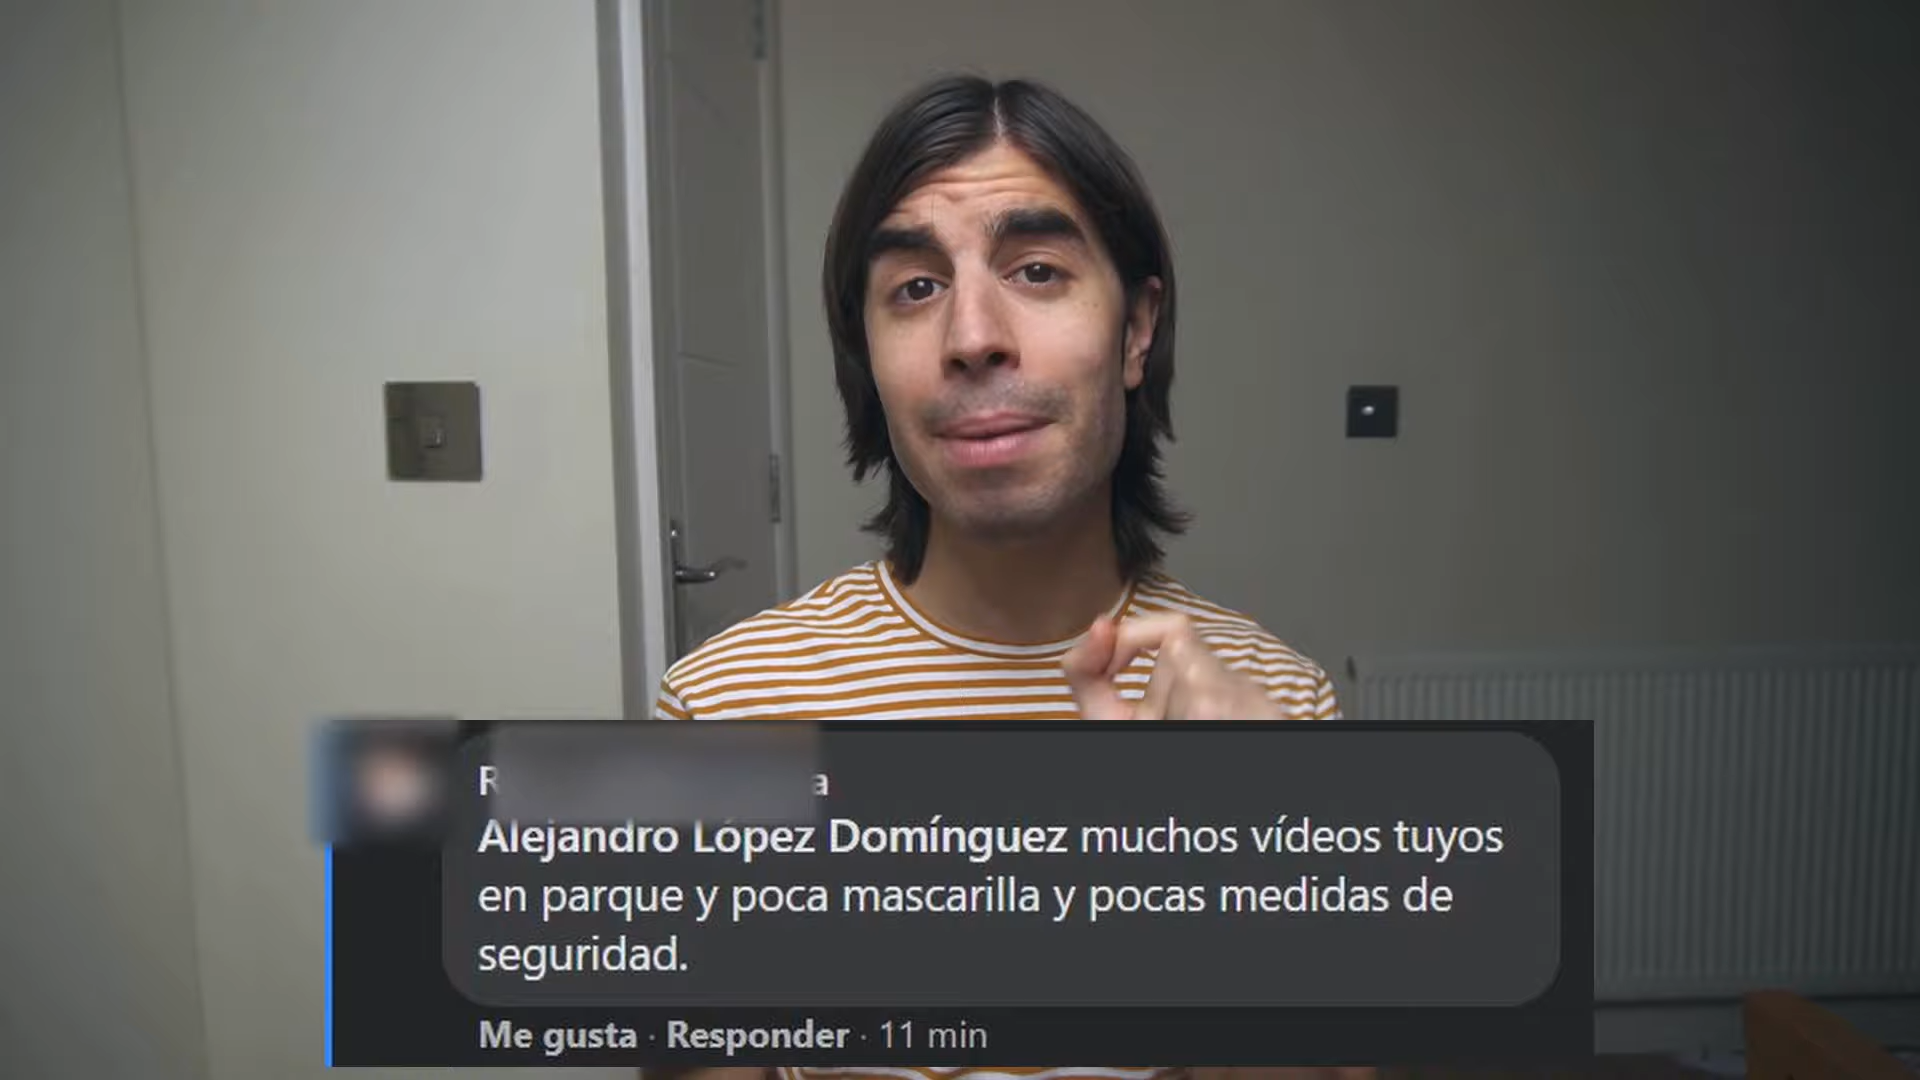 Alejandro López Domínguez muchos vídeos tuyos
en parque y poca mascarilla y pocas medidas de
seguridad.
Me gusta · Responder · 11 min